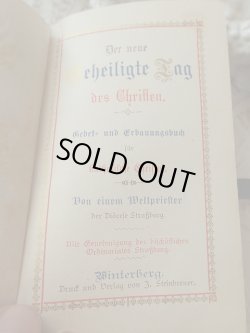 Der neue
Geheiligte Tag
des Christen.
Gebet- und Erbauungsbuch
für
SOLD OUT
Von einem Weltpriester
der Diöcese Straßburg
Mit Genehmigung des bischöflichen
Ordinariates Straßburg.
Winterberg.
Druck und Verlag von J. Steinbrener.